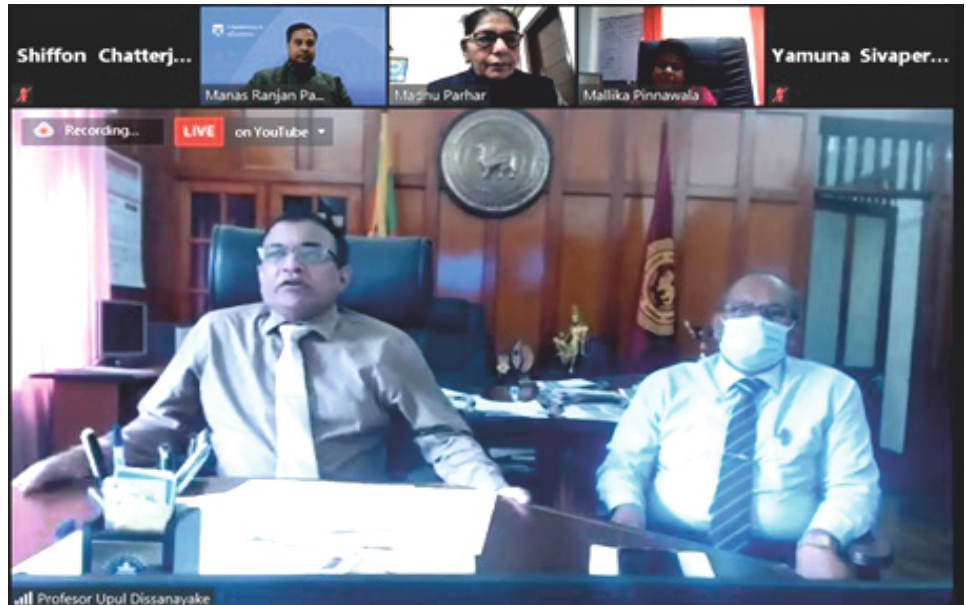 Shiffon Chatterj...
Manas Ranjan Pa...
Madhu Parhar
Mallika Pinnawala
Yamuna Sivaper...
Recording...
LIVE on YouTube
Profesor Upul Dissanayake